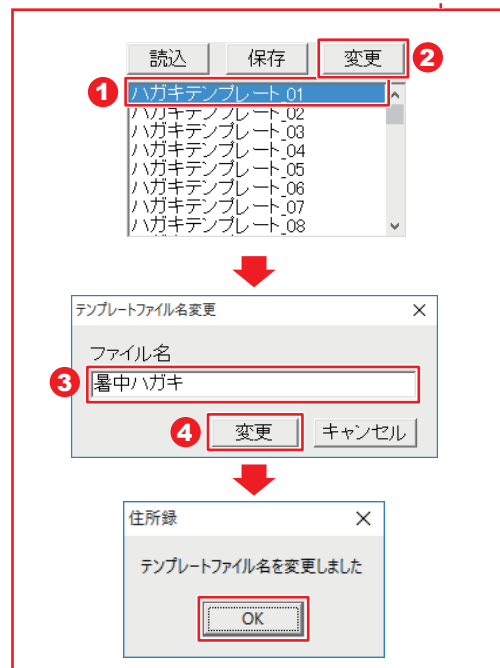 読込 保存 変更 2
1 ハガキテンプレート_01
ハガキテンプレート_02
ハガキテンプレート_03
ハガキテンプレート_04
ハガキテンプレート_05
ハガキテンプレート_06
ハガキテンプレート_07
ハガキテンプレート_08
テンプレートファイル名変更
ファイル名
3 暑中ハガキ
4 変更 キャンセル
住所録
テンプレートファイル名を変更しました
OK